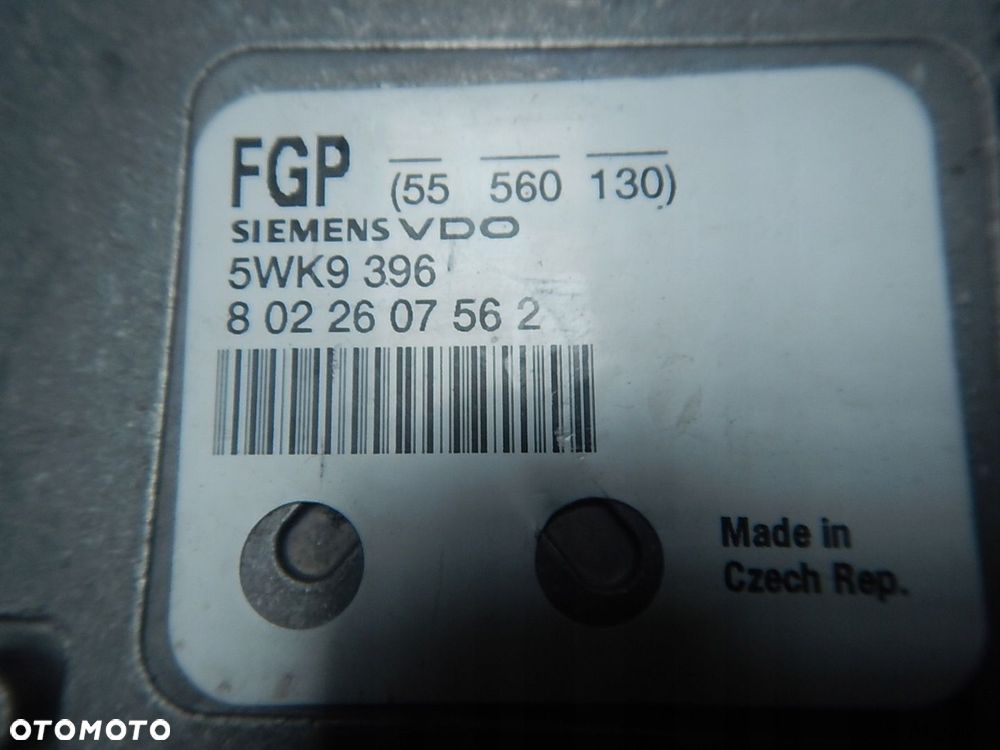 FGP (55 560 130)
SIEMENS VDO
5WK9 396
8 02 26 07 56 2
Made in
Czech Rep.
OTOMOTO